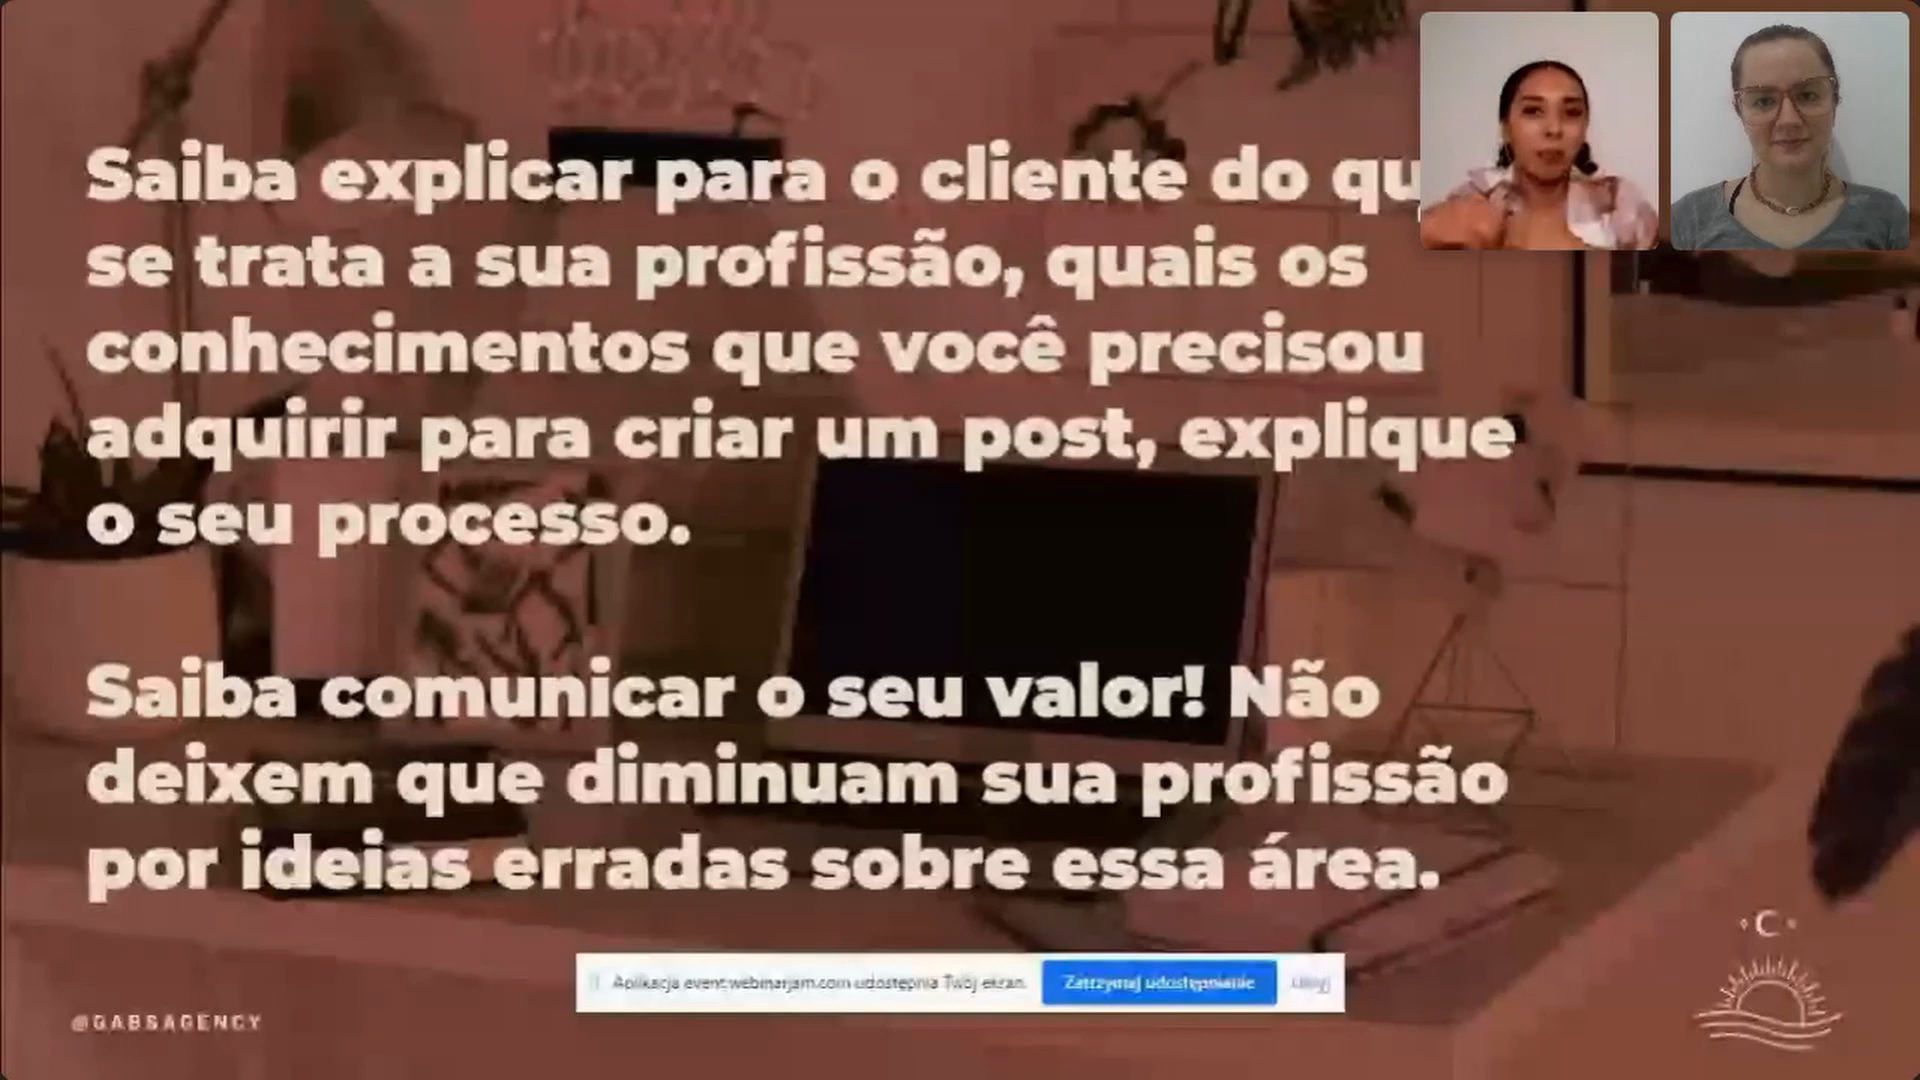 Saiba explicar para o cliente do qu
se trata a sua profissão, quais os
conhecimentos que você precisou
adquirir para criar um post, explique
o seu processo.
Saiba comunicar o seu valor! Não
deixem que diminuam sua profissão
por ideias erradas sobre essa área.
Aplikacja event.webinarjam.com udostępnia Twój ekran.
Zatrzymaj udostępnianie
Ukryj
@GABSAGENCY